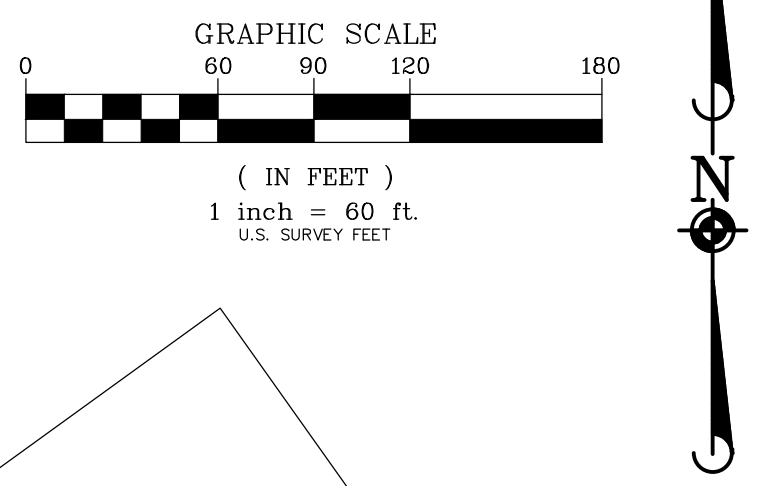 GRAPHIC SCALE
0 60 90 120 180
( IN FEET )
1 inch = 60 ft.
U.S. SURVEY FEET
N